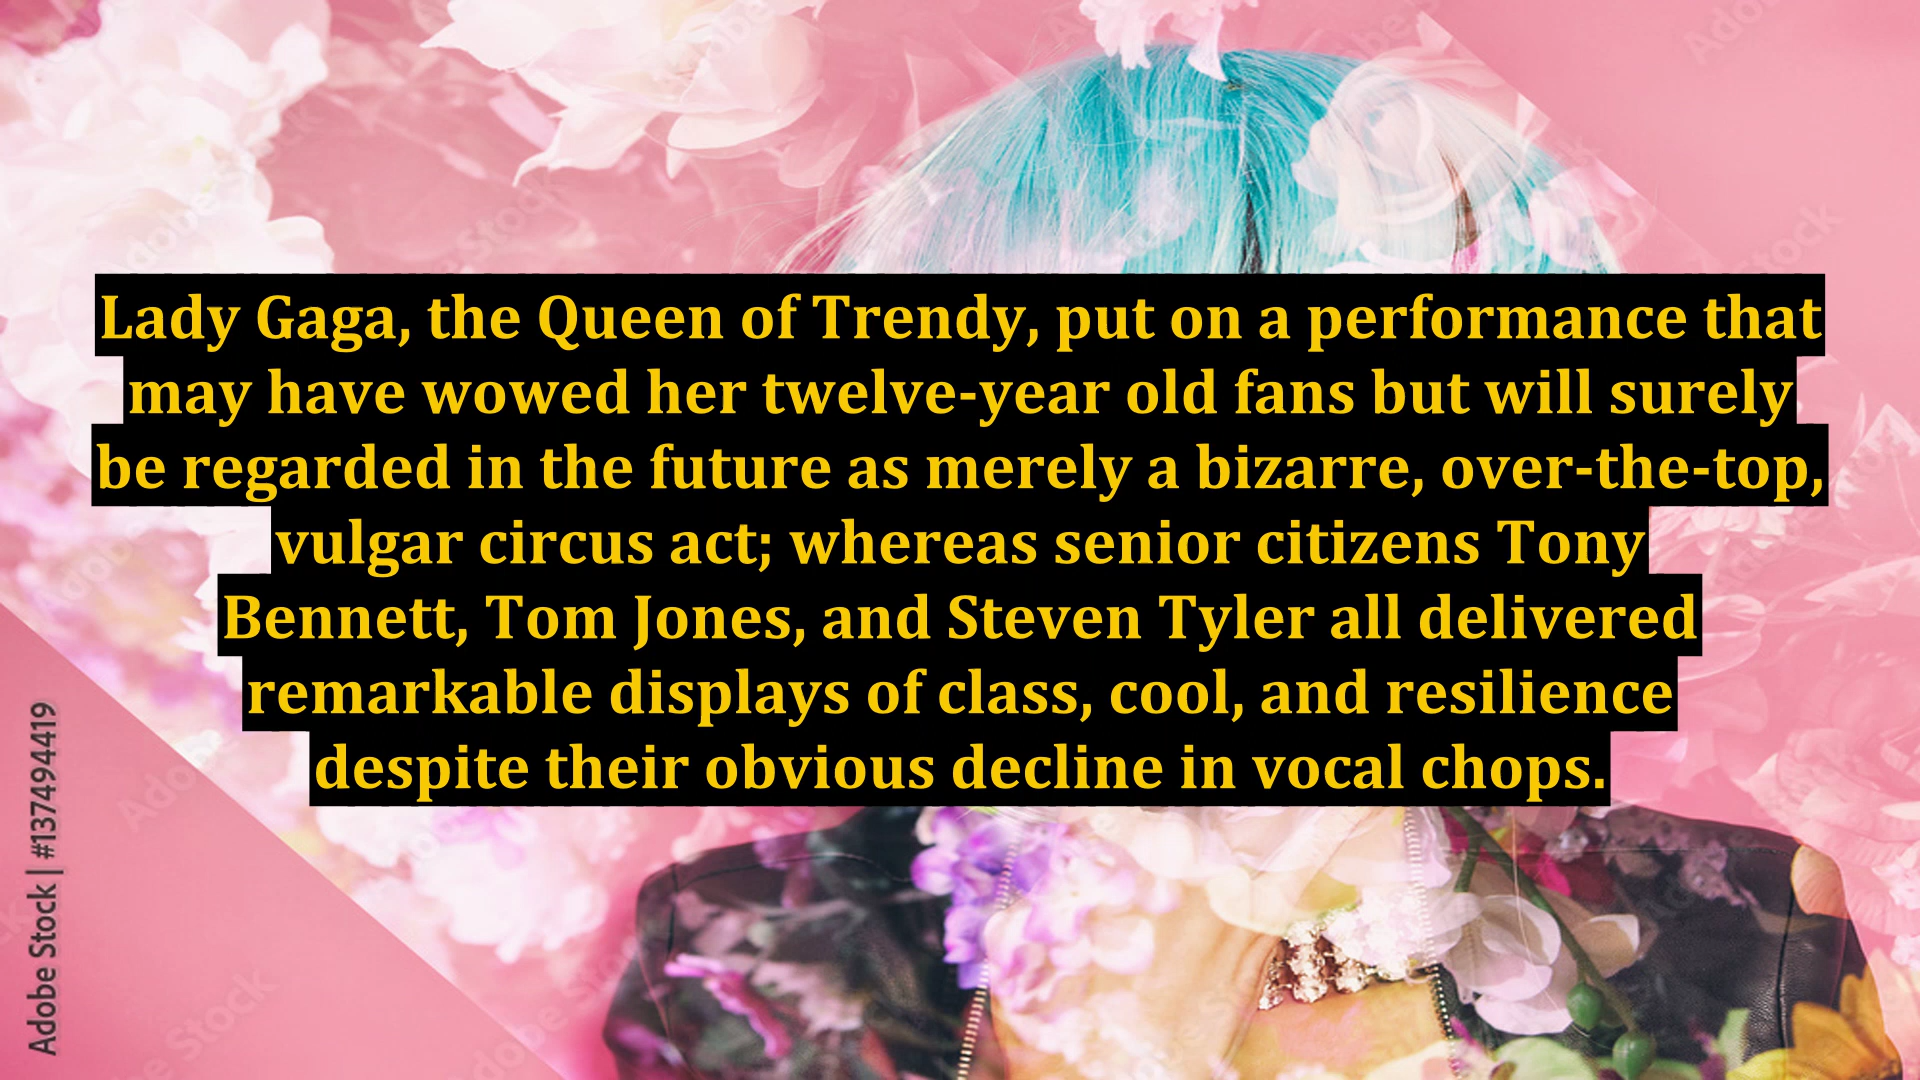 Lady Gaga, the Queen of Trendy, put on a performance that
may have wowed her twelve-year old fans but will surely
be regarded in the future as merely a bizarre, over-the-top,
vulgar circus act; whereas senior citizens Tony
Bennett, Tom Jones, and Steven Tyler all delivered
remarkable displays of class, cool, and resilience
despite their obvious decline in vocal chops.
Adobe Stock | #137494419